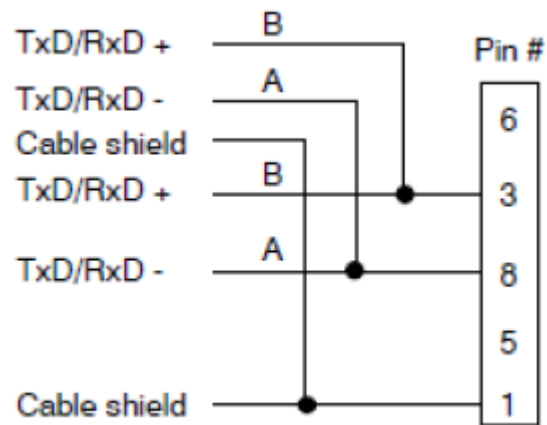 B
TxD/RxD +
Pin #
A
TxD/RxD -
6
Cable shield
B
TxD/RxD +
3
A
TxD/RxD -
8
5
Cable shield
1